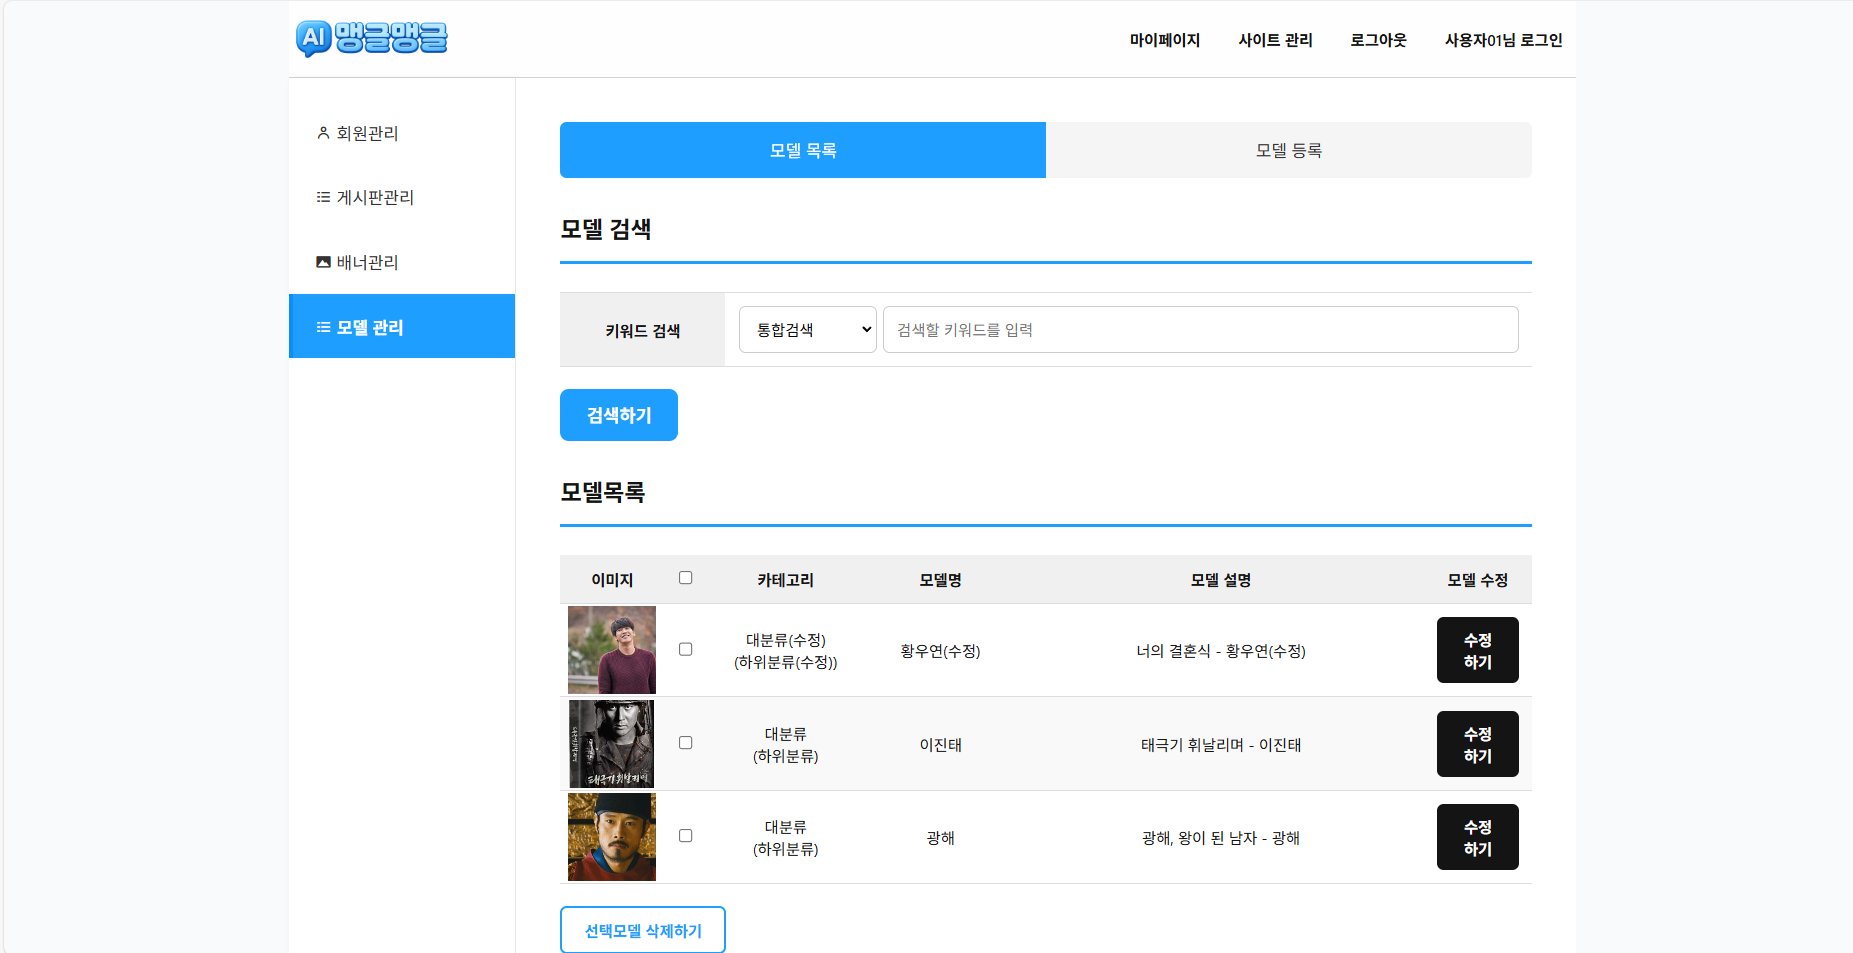 AI 맹글맹글
마이페이지 사이트 관리 로그아웃 사용자01님 로그인
회원관리
게시판관리
배너관리
모델 관리
모델 목록 모델 등록
모델 검색
키워드 검색 통합검색 검색할 키워드를 입력
검색하기
모델목록
이미지 카테고리 모델명 모델 설명 모델 수정
대분류(수정)
(하위분류(수정))
황우연(수정)
너의 결혼식 - 황우연(수정)
수정
하기
태극기 휘날리며
대분류
(하위분류)
이진태
태극기 휘날리며 - 이진태
수정
하기
대분류
(하위분류)
광해
광해, 왕이 된 남자 - 광해
수정
하기
선택모델 삭제하기